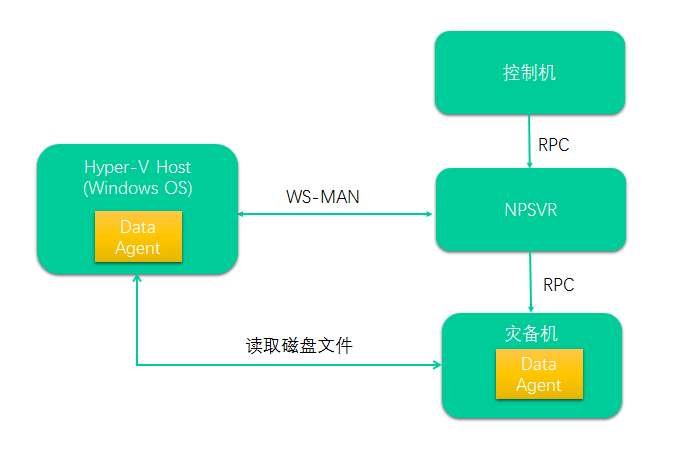 控制机
RPC
Hyper-V Host
(Windows OS)
Data
Agent
WS-MAN
NPSVR
RPC
读取磁盘文件
灾备机
Data
Agent